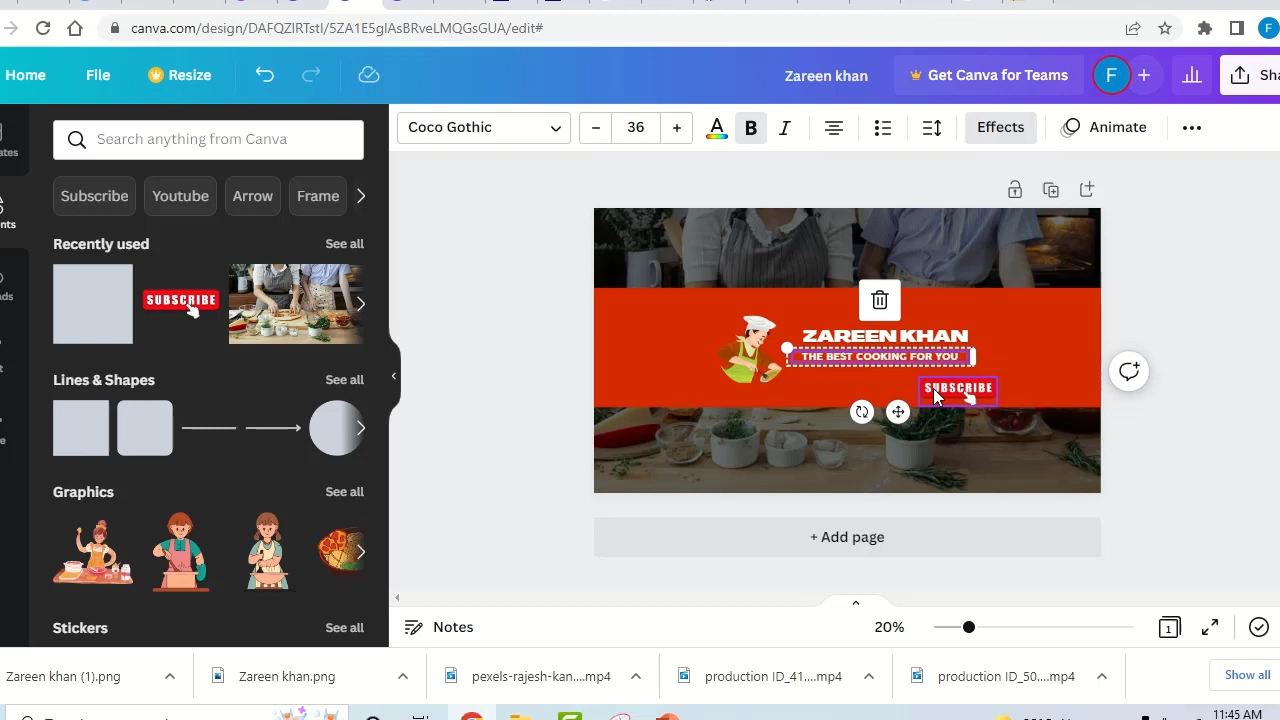 canva.com/design/DAFQZlRTstI/5ZA1E5gIAsBRveLMQGsGUA/edit#
F
Home
File
Resize
Zareen khan
Get Canva for Teams
F
+
Sha
Coco Gothic
– 36 +
A
B
I
Effects
Animate
Search anything from Canva
ates
Subscribe
Youtube
Arrow
Frame
ents
Recently used
See all
SUBSCRIBE
ZAREEN KHAN
THE BEST COOKING FOR YOU
SUBSCRIBE
Lines & Shapes
See all
Graphics
See all
+ Add page
Stickers
See all
Notes
20%
1
Zareen khan (1).png
Zareen khan.png
pexels-rajesh-kan....mp4
production ID_41....mp4
production ID_50....mp4
Show all
11:45 AM